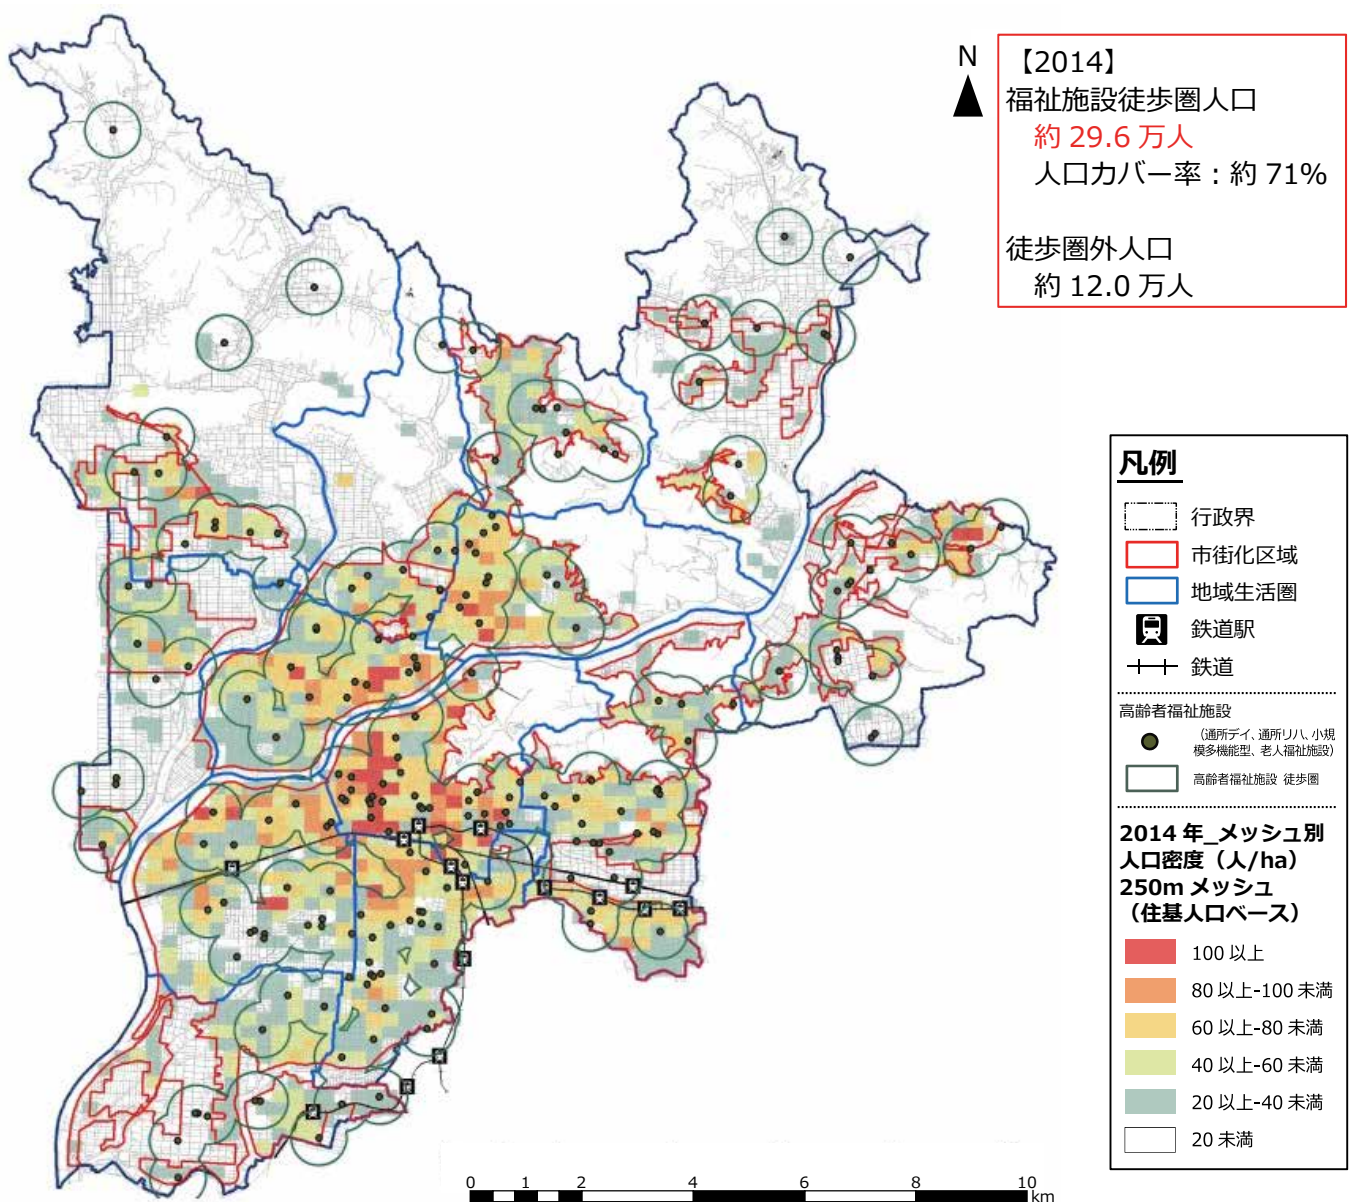 N
【2014】
福祉施設徒歩圏人口
約 29.6 万人
人口カバー率：約 71%
徒歩圏外人口
約 12.0 万人
凡例
行政界
市街化区域
地域生活圏
鉄道駅
鉄道
高齢者福祉施設
（通所デイ、通所リハ、小規
模多機能型、老人福祉施設）
高齢者福祉施設 徒歩圏
2014 年_メッシュ別
人口密度（人/ha）
250m メッシュ
（住基人口ベース）
100 以上
80 以上-100 未満
60 以上-80 未満
40 以上-60 未満
20 以上-40 未満
20 未満
0 1 2 4 6 8 10
km